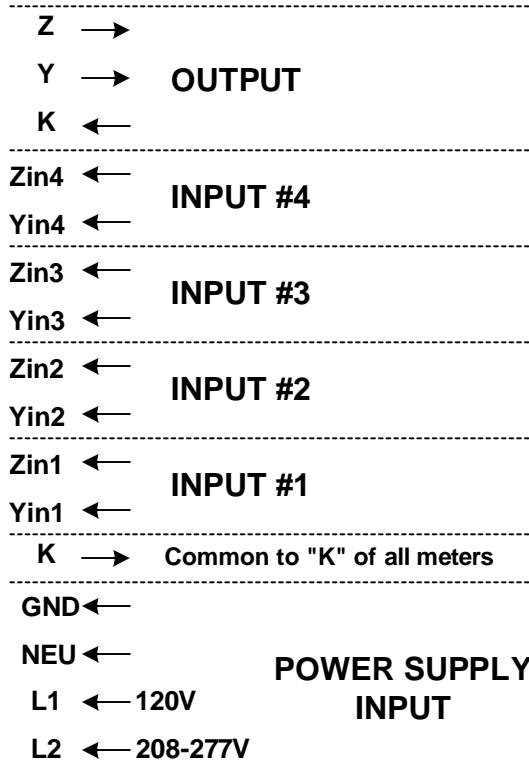 Z
Y OUTPUT
K
Zin4
INPUT #4
Yin4
Zin3
INPUT #3
Yin3
Zin2
INPUT #2
Yin2
Zin1
INPUT #1
Yin1
K Common to "K" of all meters
GND
NEU
POWER SUPPLY
INPUT
L1 120V
L2 208-277V